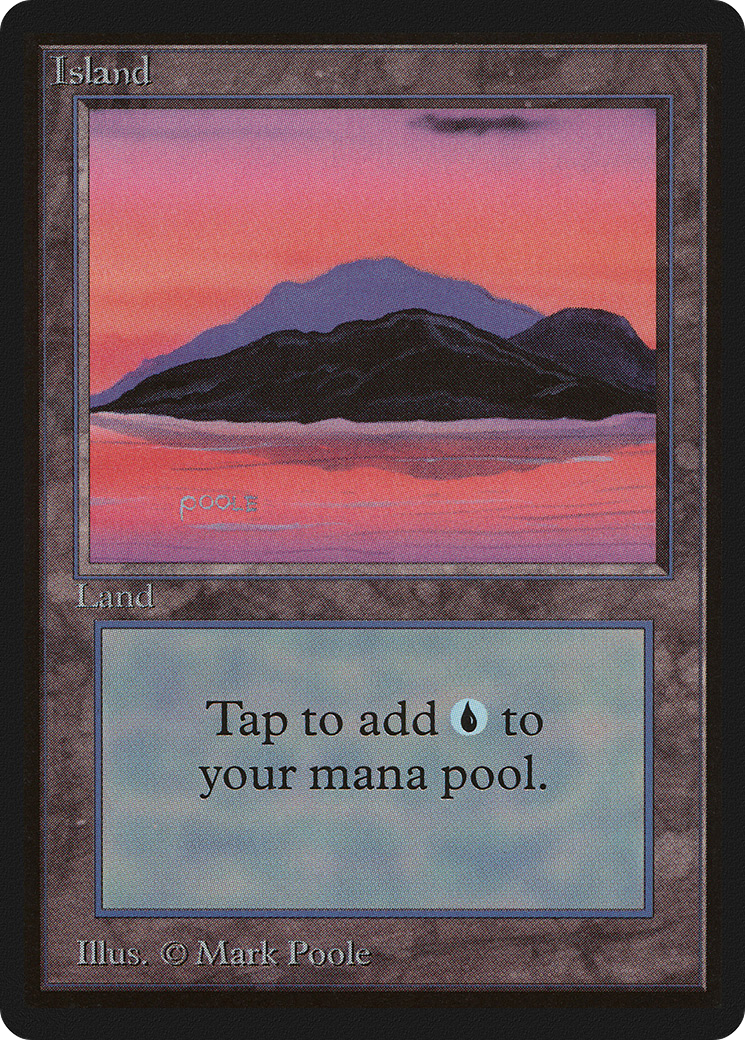 Island
POOLE
Land
Tap to add to
your mana pool.
Illus. © Mark Poole